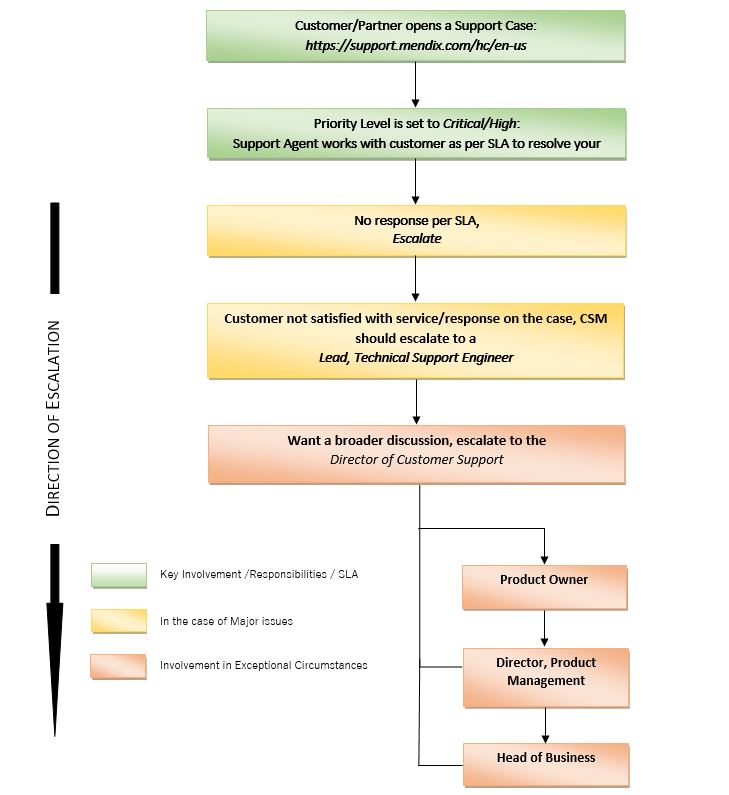 Customer/Partner opens a Support Case:
https://support.mendix.com/hc/en-us
Priority Level is set to Critical/High:
Support Agent works with customer as per SLA to resolve your
No response per SLA,
Escalate
Customer not satisfied with service/response on the case, CSM
should escalate to a
Lead, Technical Support Engineer
Want a broader discussion, escalate to the
Director of Customer Support
DIRECTION OF ESCALATION
Key Involvement /Responsibilities / SLA
In the case of Major issues
Involvement in Exceptional Circumstances
Product Owner
Director, Product
Management
Head of Business